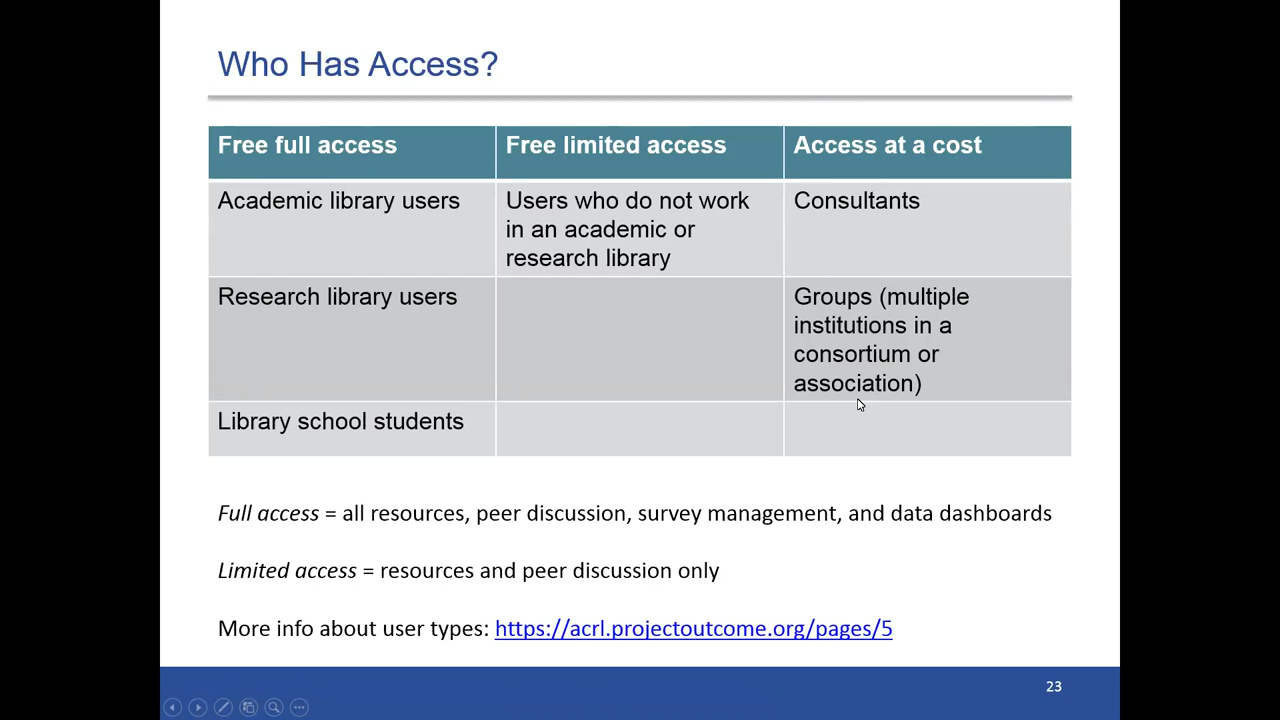 Who Has Access?
Free full access
Free limited access
Access at a cost
Academic library users
Users who do not work
in an academic or
research library
Consultants
Research library users
Groups (multiple
institutions in a
consortium or
association)
Library school students
Full access = all resources, peer discussion, survey management, and data dashboards
Limited access = resources and peer discussion only
More info about user types: https://acrl.projectoutcome.org/pages/5
23